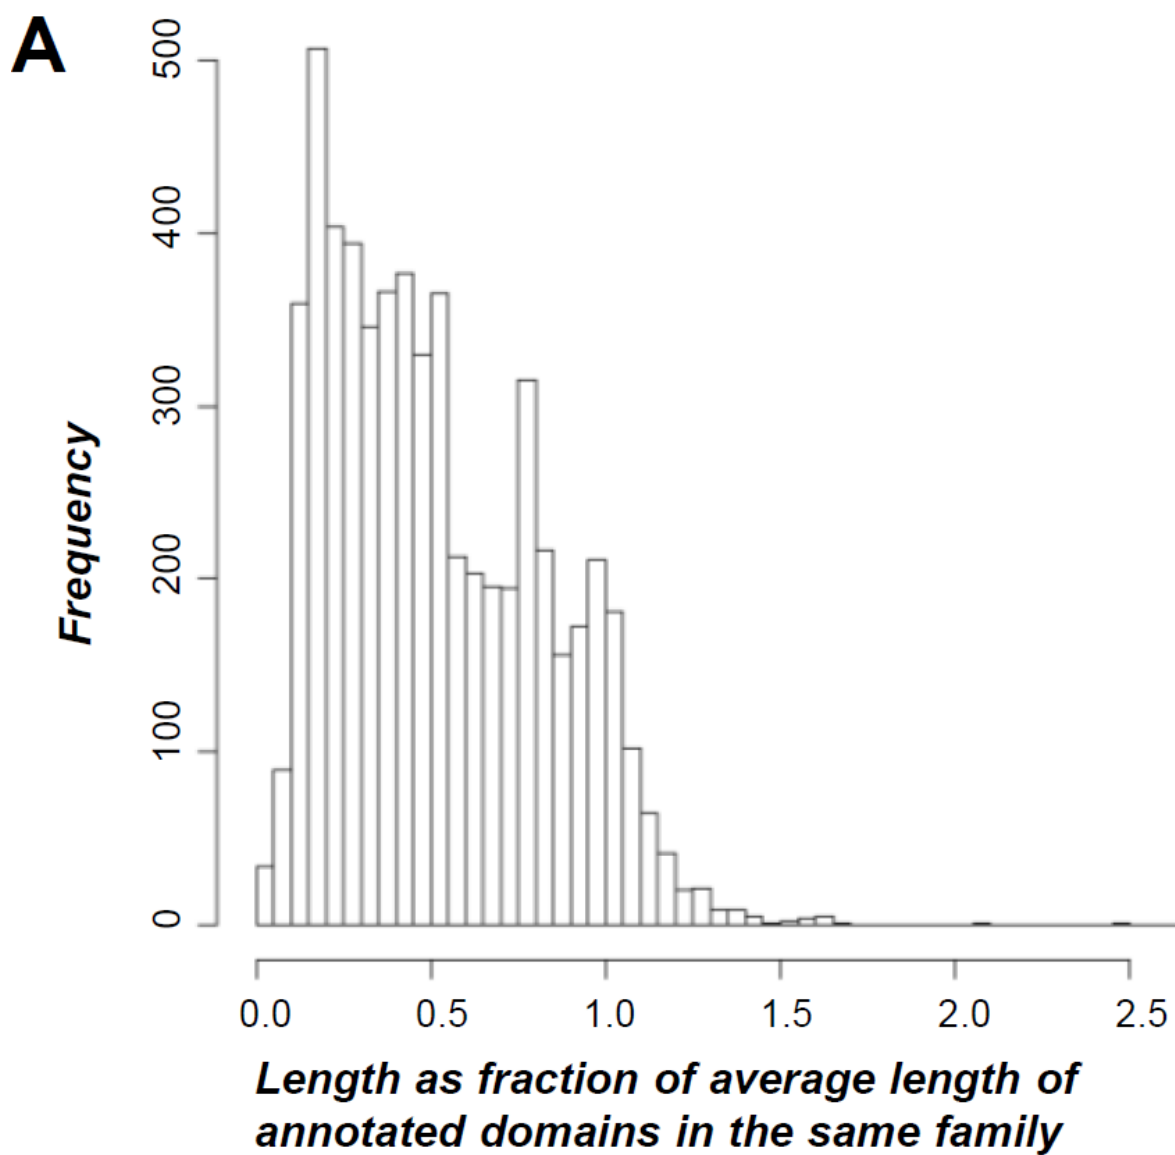 A
500
400
300
200
100
0
Frequency
0.0 0.5 1.0 1.5 2.0 2.5
Length as fraction of average length of
annotated domains in the same family